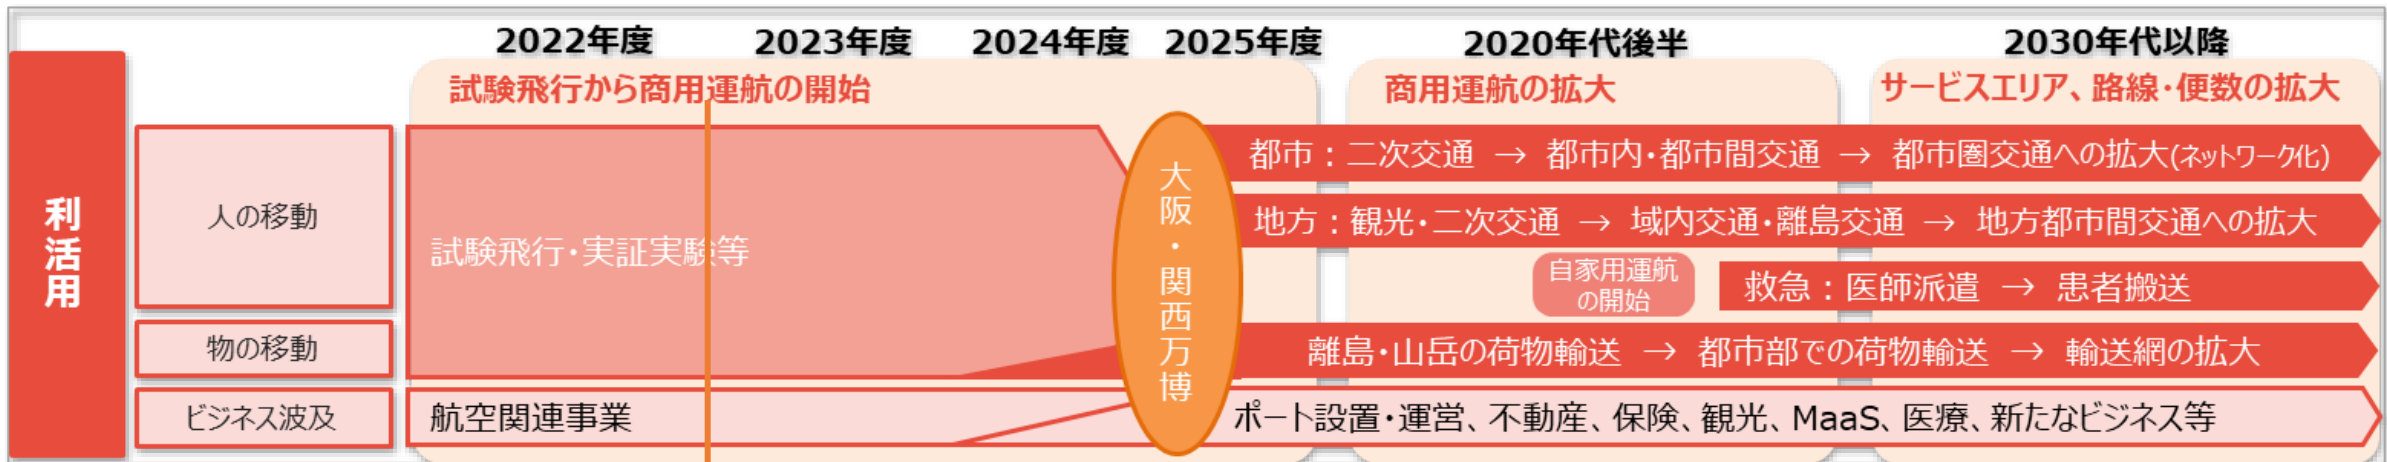 2022年度 2023年度 2024年度 2025年度 2020年代後半 2030年代以降
試験飛行から商用運航の開始 商用運航の拡大 サービスエリア、路線・便数の拡大
利活用
人の移動
試験飛行・実証実験等
大阪・関西万博
都市：二次交通 → 都市内・都市間交通 → 都市圏交通への拡大(ネットワーク化)
地方：観光・二次交通 → 域内交通・離島交通 → 地方都市間交通への拡大
自家用運航
の開始
救急：医師派遣 → 患者搬送
物の移動
離島・山岳の荷物輸送 → 都市部での荷物輸送 → 輸送網の拡大
ビジネス波及
航空関連事業
ポート設置・運営、不動産、保険、観光、MaaS、医療、新たなビジネス等